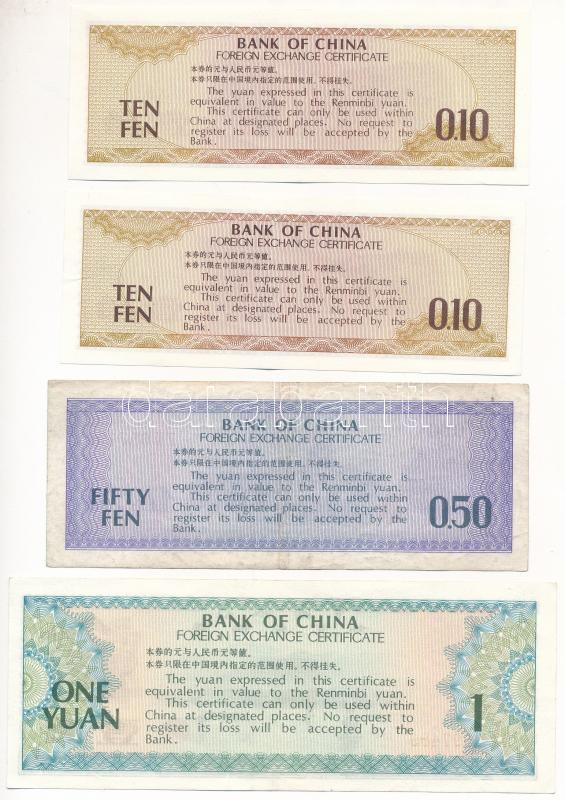 BANK OF CHINA
FOREIGN EXCHANGE CERTIFICATE
本券的元与人民币元等值。
本券只限在中国境内指定的范围使用，不得挂失。
TEN
FEN
The yuan expressed in this certificate is
equivalent in value to the Renminbi yuan.
This certificate can only be used within
China at designated places. No request to
register its loss will be accepted by the
Bank.
0.10
BANK OF CHINA
FOREIGN EXCHANGE CERTIFICATE
本券的元与人民币元等值。
本券只限在中国境内指定的范围使用，不得挂失。
TEN
FEN
The yuan expressed in this certificate is
equivalent in value to the Renminbi yuan.
This certificate can only be used within
China at designated places. No request to
register its loss will be accepted by the
Bank.
0.10
darabanth
BANK OF CHINA
FOREIGN EXCHANGE CERTIFICATE
本券的元与人民币元等值。
本券只限在中国境内指定的范围使用，不得挂失。
FIFTY
FEN
The yuan expressed in this certificate is
equivalent in value to the Renminbi yuan.
This certificate can only be used within
China at designated places. No request to
register its loss will be accepted by the
Bank.
0.50
BANK OF CHINA
FOREIGN EXCHANGE CERTIFICATE
本券的元与人民币元等值。
本券只限在中国境内指定的范围使用，不得挂失。
ONE
YUAN
The yuan expressed in this certificate is
equivalent in value to the Renminbi yuan.
This certificate can only be used within
China at designated places. No request to
register its loss will be accepted by the
Bank.
1